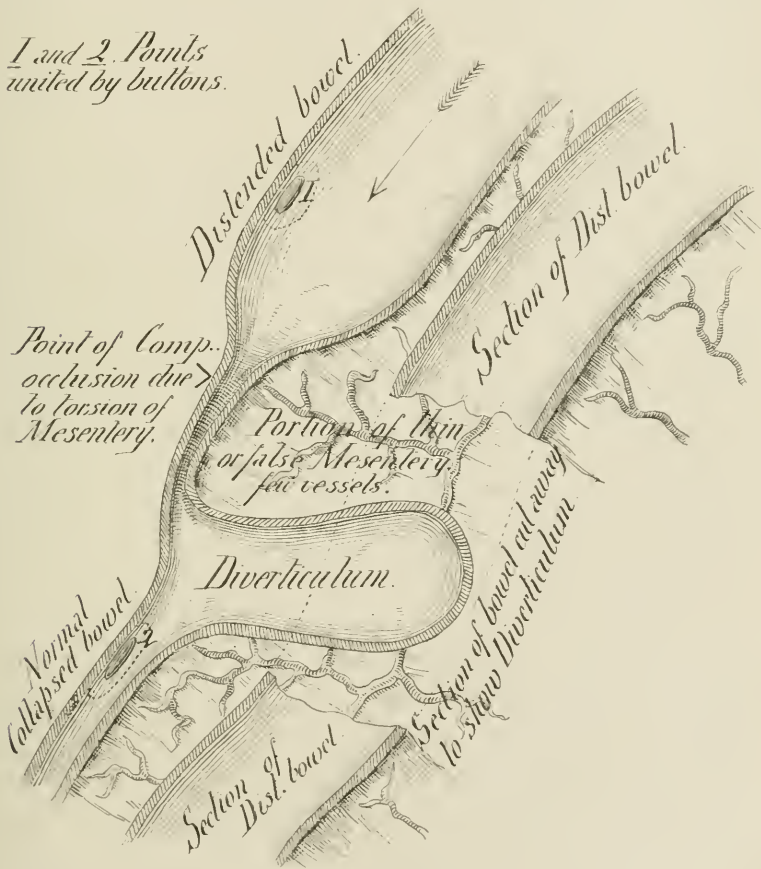 1 and 2. Points
united by buttons.
Distended bowel.
1
Section of Dist. bowel.
Point of Comp..
occlusion due
to torsion of
Mesentery.
Portion of thin
or false Mesentery
few vessels.
Diverticulum.
Normal
Collapsed bowel.
2
Section of bowel cut away
to show Diverticulum
Section of
Dist. bowel.